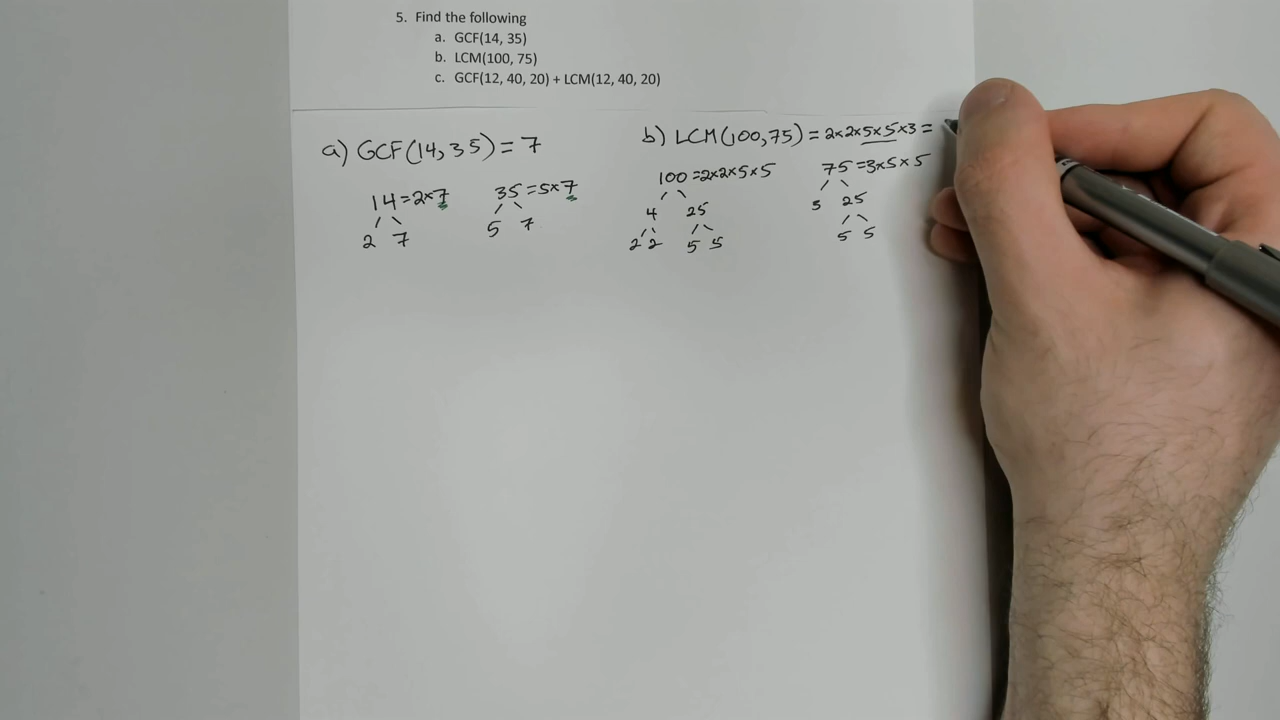 5. Find the following
a. GCF(14, 35)
b. LCM(100, 75)
c. GCF(12, 40, 20) + LCM(12, 40, 20)
a) GCF(14,35) = 7
14=2×7
2 7
35=5×7
5 7
b) LCM(100,75) = 2×2×5×5×3 =
100=2×2×5×5
4 25
2 2 5 5
75=3×5×5
3 25
5 5